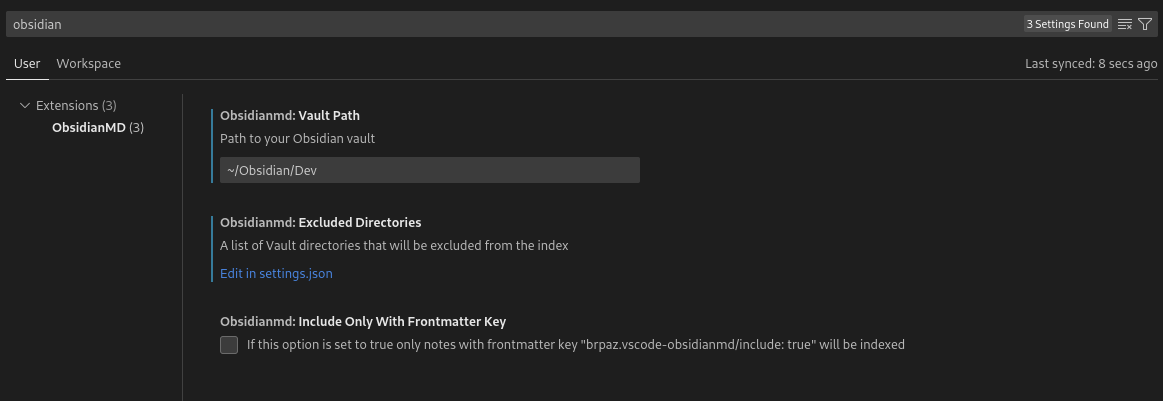 obsidian
3 Settings Found
User Workspace
Last synced: 8 secs ago
Extensions (3)
ObsidianMD (3)
Obsidianmd: Vault Path
Path to your Obsidian vault
~/Obsidian/Dev
Obsidianmd: Excluded Directories
A list of Vault directories that will be excluded from the index
Edit in settings.json
Obsidianmd: Include Only With Frontmatter Key
If this option is set to true only notes with frontmatter key "brpaz.vscode-obsidianmd/include: true" will be indexed